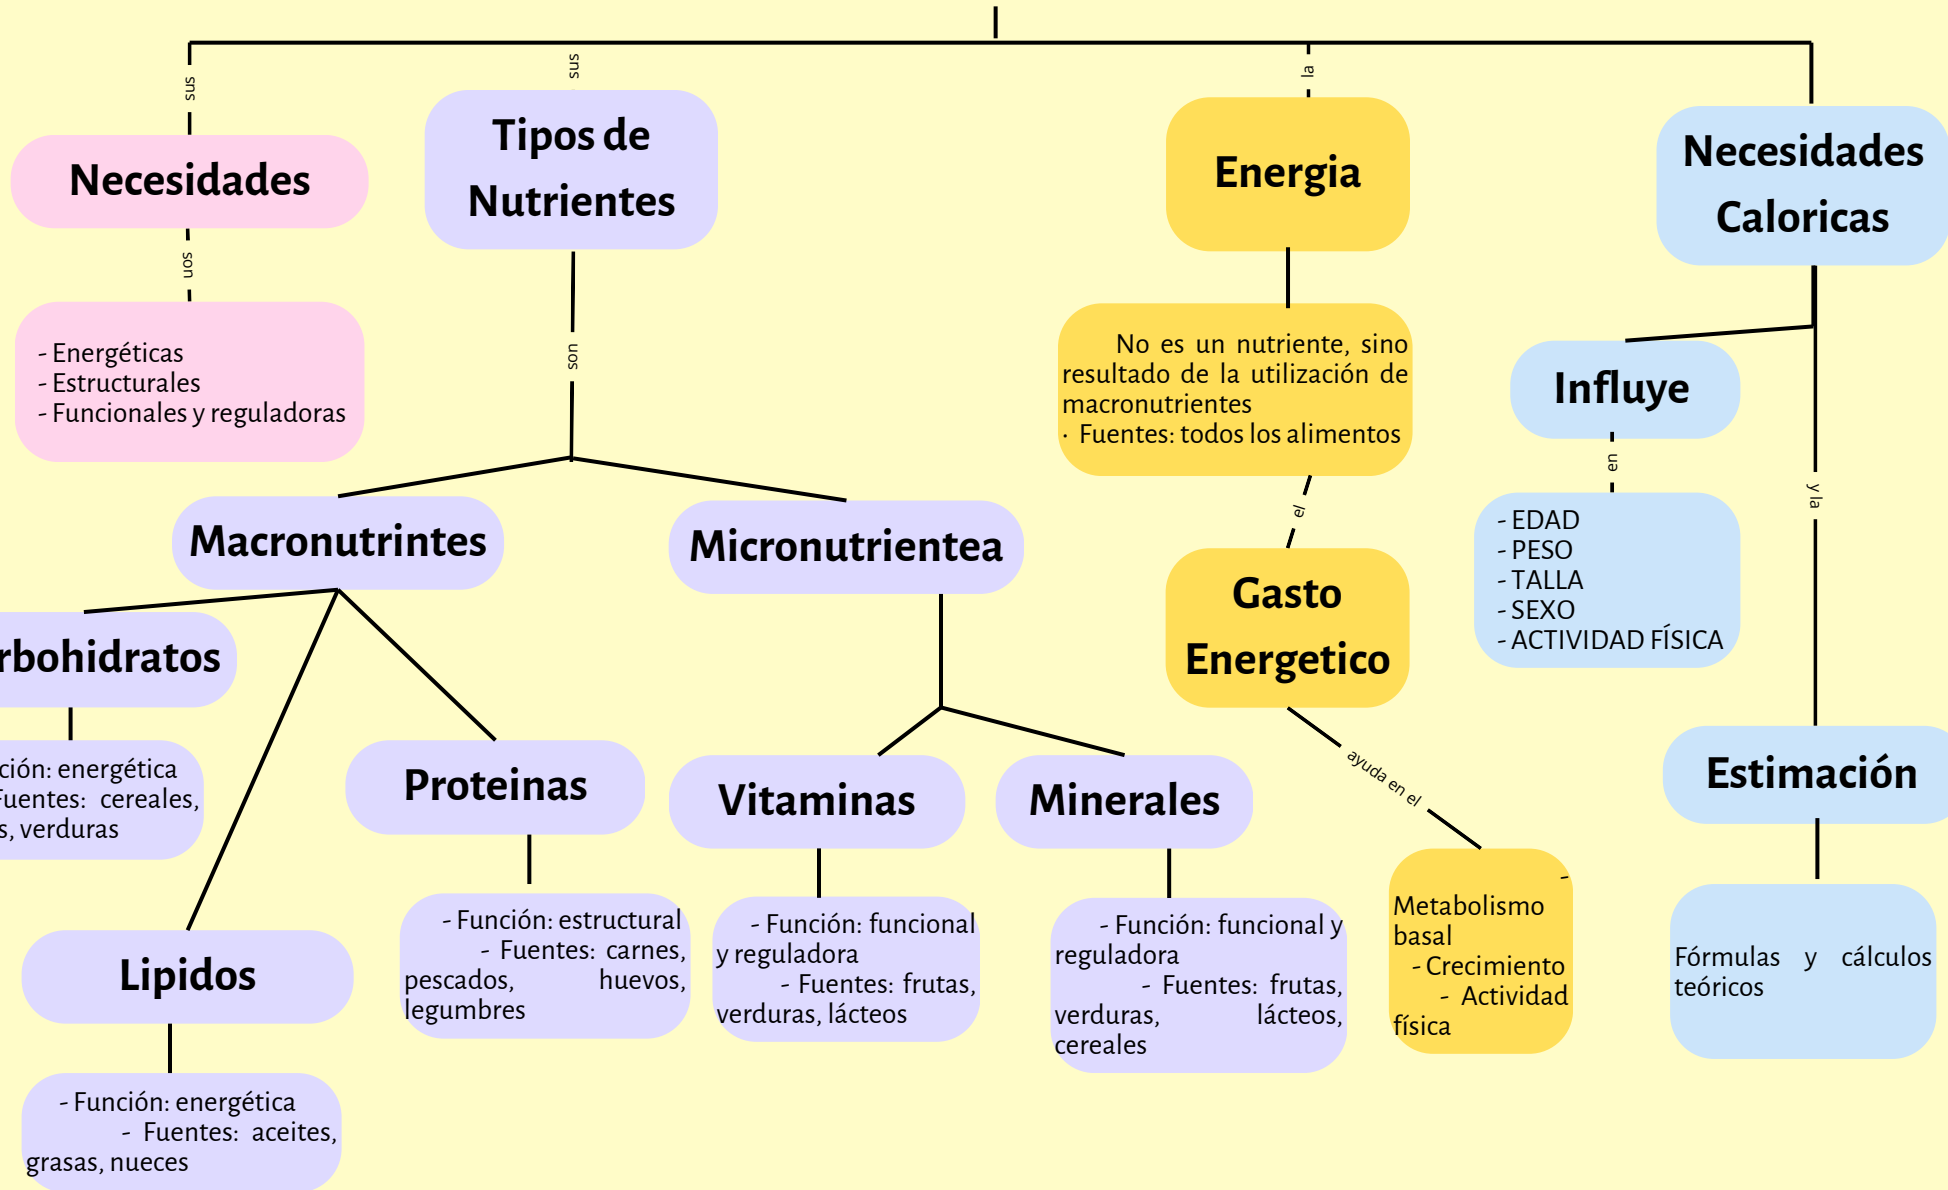 sus
Necesidades
son
- Energéticas
- Estructurales
- Funcionales y reguladoras
sus
Tipos de
Nutrientes
son
Macronutrintes
rbohidratos
ción: energética
Fuentes: cereales,
s, verduras
Lipidos
- Función: energética
- Fuentes: aceites,
grasas, nueces
Proteinas
- Función: estructural
- Fuentes: carnes,
pescados, huevos,
legumbres
Micronutrientea
Vitaminas
- Función: funcional
y reguladora
- Fuentes: frutas,
verduras, lácteos
Minerales
- Función: funcional y
reguladora
- Fuentes: frutas,
verduras, lácteos,
cereales
la
Energia
No es un nutriente, sino
resultado de la utilización de
macronutrientes
· Fuentes: todos los alimentos
el
Gasto
Energetico
ayuda en el
-
Metabolismo
basal
- Crecimiento
- Actividad
física
Necesidades
Caloricas
Influye
en
- EDAD
- PESO
- TALLA
- SEXO
- ACTIVIDAD FÍSICA
y la
Estimación
Fórmulas y cálculos
teóricos